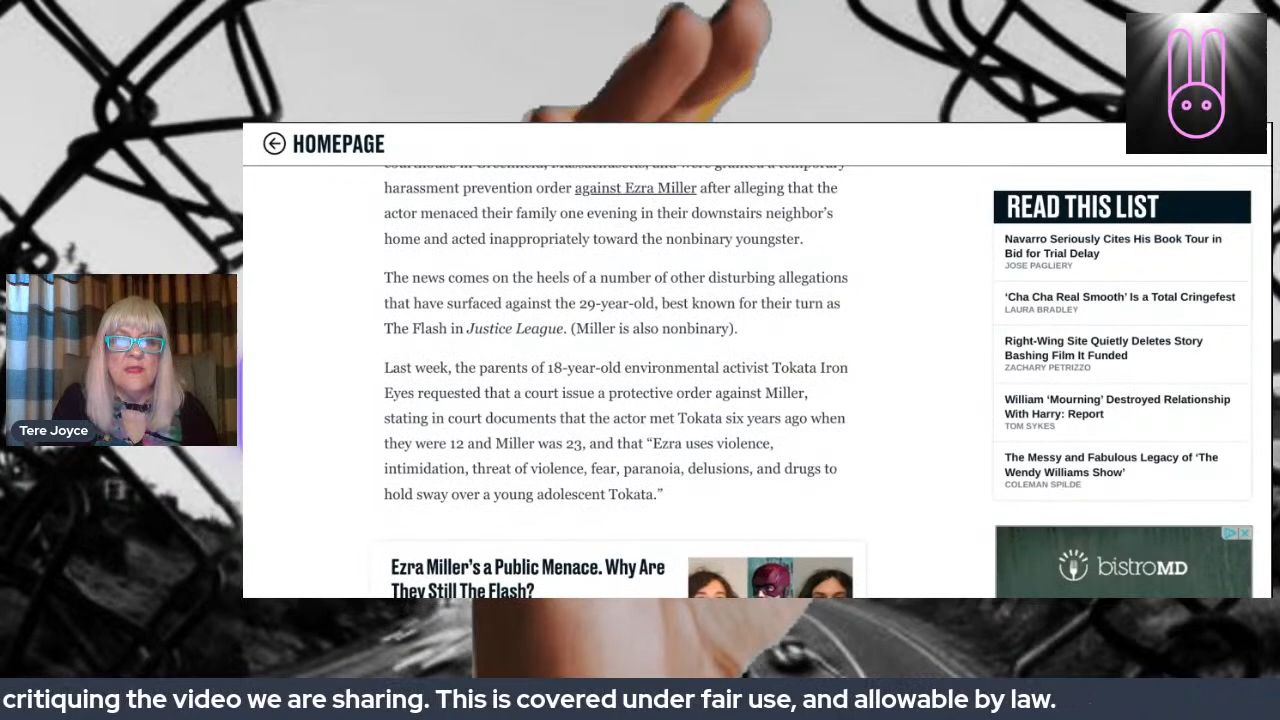 HOMEPAGE
courthouse in Greenfield, Massachusetts, and were granted a temporary
harassment prevention order against Ezra Miller after alleging that the
actor menaced their family one evening in their downstairs neighbor's
home and acted inappropriately toward the nonbinary youngster.
The news comes on the heels of a number of other disturbing allegations
that have surfaced against the 29-year-old, best known for their turn as
The Flash in Justice League. (Miller is also nonbinary).
Last week, the parents of 18-year-old environmental activist Tokata Iron
Eyes requested that a court issue a protective order against Miller,
stating in court documents that the actor met Tokata six years ago when
they were 12 and Miller was 23, and that “Ezra uses violence,
intimidation, threat of violence, fear, paranoia, delusions, and drugs to
hold sway over a young adolescent Tokata.”
Ezra Miller’s a Public Menace. Why Are
They Still The Flash?
READ THIS LIST
Navarro Seriously Cites His Book Tour in
Bid for Trial Delay
JOSE PAGLIERY
‘Cha Cha Real Smooth’ Is a Total Cringefest
LAURA BRADLEY
Right-Wing Site Quietly Deletes Story
Bashing Film It Funded
ZACHARY PETRIZZO
William ‘Mourning’ Destroyed Relationship
With Harry: Report
TOM SYKES
The Messy and Fabulous Legacy of ‘The
Wendy Williams Show’
COLEMAN SPILDE
bistroMD
Tere Joyce
critiquing the video we are sharing. This is covered under fair use, and allowable by law.